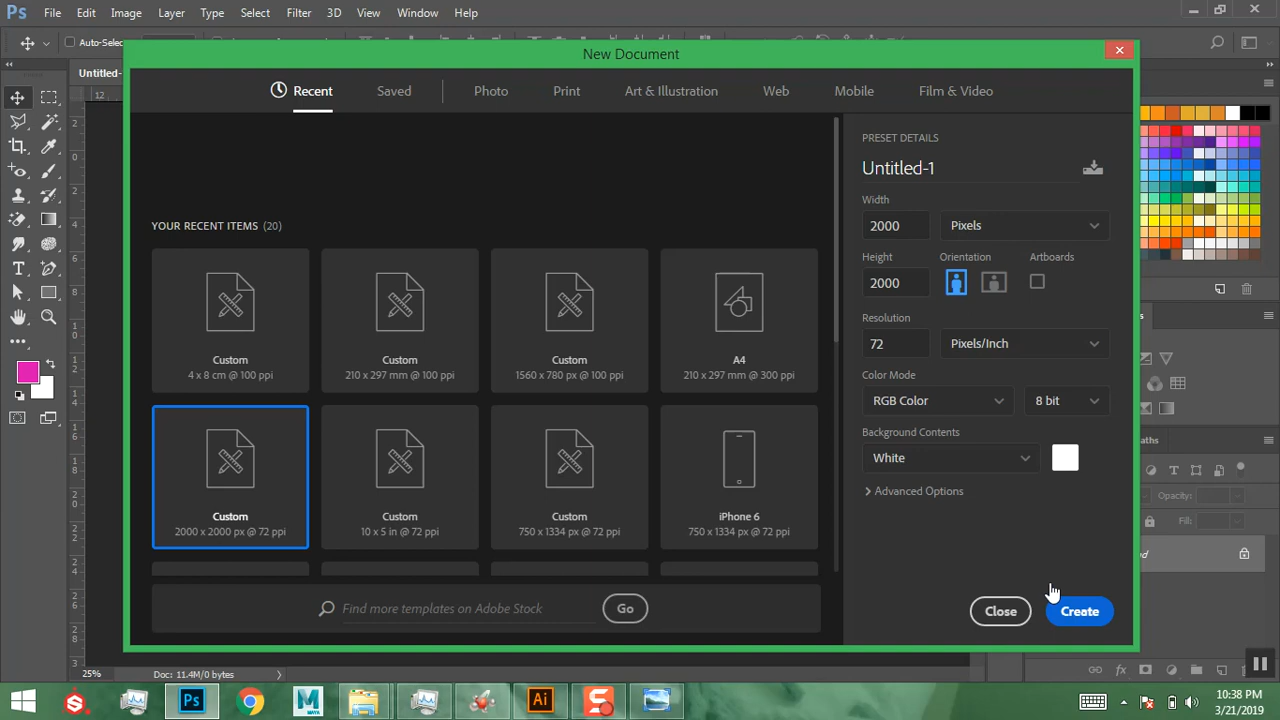 Ps File Edit Image Layer Type Select Filter 3D View Window Help
Auto-Selec
New Document
Untitled-
12
Recent Saved Photo Print Art & Illustration Web Mobile Film & Video
YOUR RECENT ITEMS (20)
Custom
4 x 8 cm @ 100 ppi
Custom
210 x 297 mm @ 100 ppi
Custom
1560 x 780 px @ 100 ppi
A4
210 x 297 mm @ 300 ppi
Custom
2000 x 2000 px @ 72 ppi
Custom
10 x 5 in @ 72 ppi
Custom
750 x 1334 px @ 72 ppi
iPhone 6
750 x 1334 px @ 72 ppi
Find more templates on Adobe Stock Go
PRESET DETAILS
Untitled-1
Width
2000 Pixels
Height Orientation Artboards
2000
Resolution
72 Pixels/Inch
Color Mode
RGB Color 8 bit
Background Contents
White
Advanced Options
Close Create
aths
Opacity:
Fill:
25% Doc: 11.4M/0 bytes
Ps MAYA Ai S
10:38 PM
3/21/2019